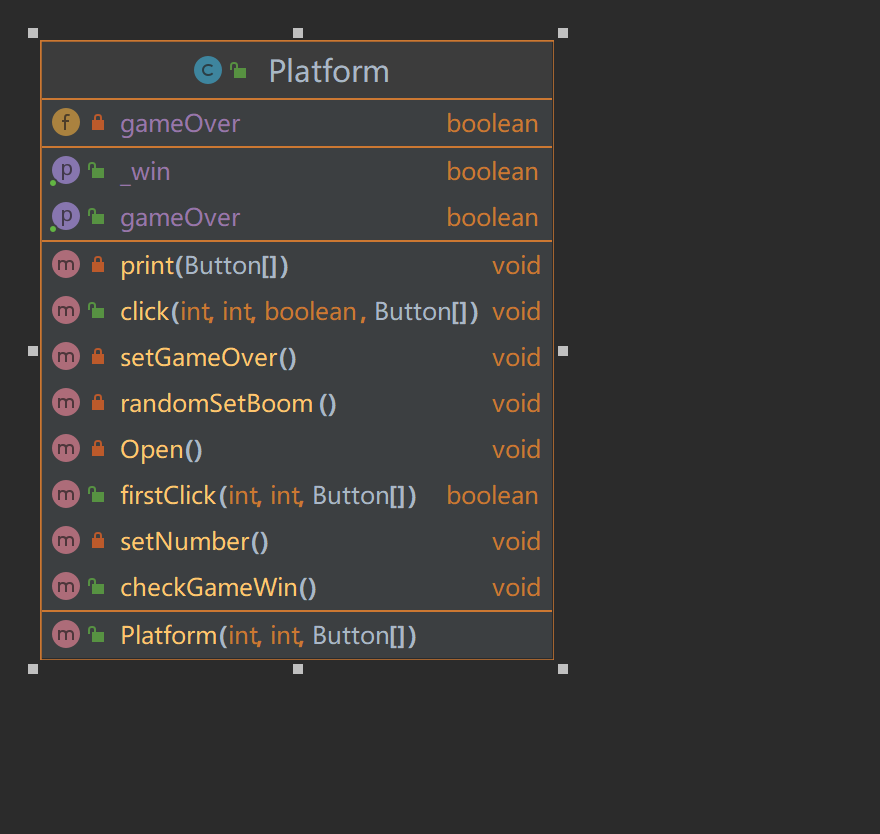 C Platform
f gameOver boolean
p _win boolean
p gameOver boolean
m print(Button[]) void
m click(int, int, boolean, Button[]) void
m setGameOver() void
m randomSetBoom() void
m Open() void
m firstClick(int, int, Button[]) boolean
m setNumber() void
m checkGameWin() void
m Platform(int, int, Button[])